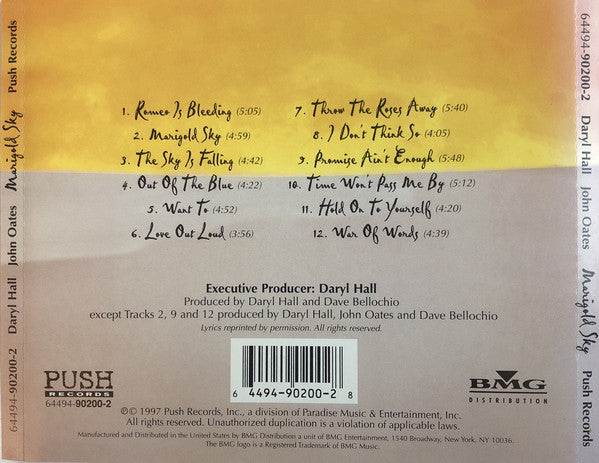 64494-90200-2 Daryl Hall John Oates Marigold Sky Push Records
1. Romeo Is Bleeding (5:05)
2. Marigold Sky (4:59)
3. The Sky Is Falling (4:42)
4. Out Of The Blue (4:22)
5. Want To (4:52)
6. Love Out Loud (3:56)
7. Throw The Roses Away (5:40)
8. I Don't Think So (4:05)
9. Promise Ain't Enough (5:48)
10. Time Won't Pass Me By (5:12)
11. Hold On To Yourself (4:20)
12. War Of Words (4:39)
Executive Producer: Daryl Hall
Produced by Daryl Hall and Dave Bellochio
except Tracks 2, 9 and 12 produced by Daryl Hall, John Oates and Dave Bellochio
Lyrics reprinted by permission. All rights reserved.
PUSH
RECORDS
64494-90200-2
6 4494-90200-2 8
BMG
DISTRIBUTION
℗© 1997 Push Records, Inc., a division of Paradise Music & Entertainment, Inc.
All rights reserved. Unauthorized duplication is a violation of applicable laws.
Manufactured and Distributed in the United States by BMG Distribution a unit of BMG Entertainment, 1540 Broadway, New York, NY 10036.
The BMG logo is a Registered Trademark of BMG Music.
64494-90200-2 Daryl Hall John Oates Marigold Sky Push Records